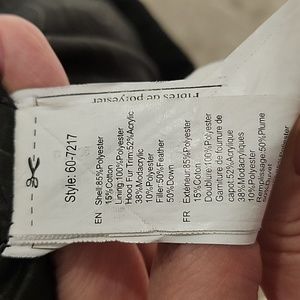 Fibres de polyester
Style: 60-7217
EN Shell 85%Polyester
15%Cotton
Lining:100%Polyester
Hood Fur Trim:52%Acrylic
38%Modacrylic
10%Polyester
Filler 50%Feather
50%Down
FR Extérieur 85%Polyester
15%Coton
Doublure:100%Polyester
Garniture de fourrure de
capot:52%Acrylique
38%Modacryliques
10%Polyester
Remplissage:50%Plume